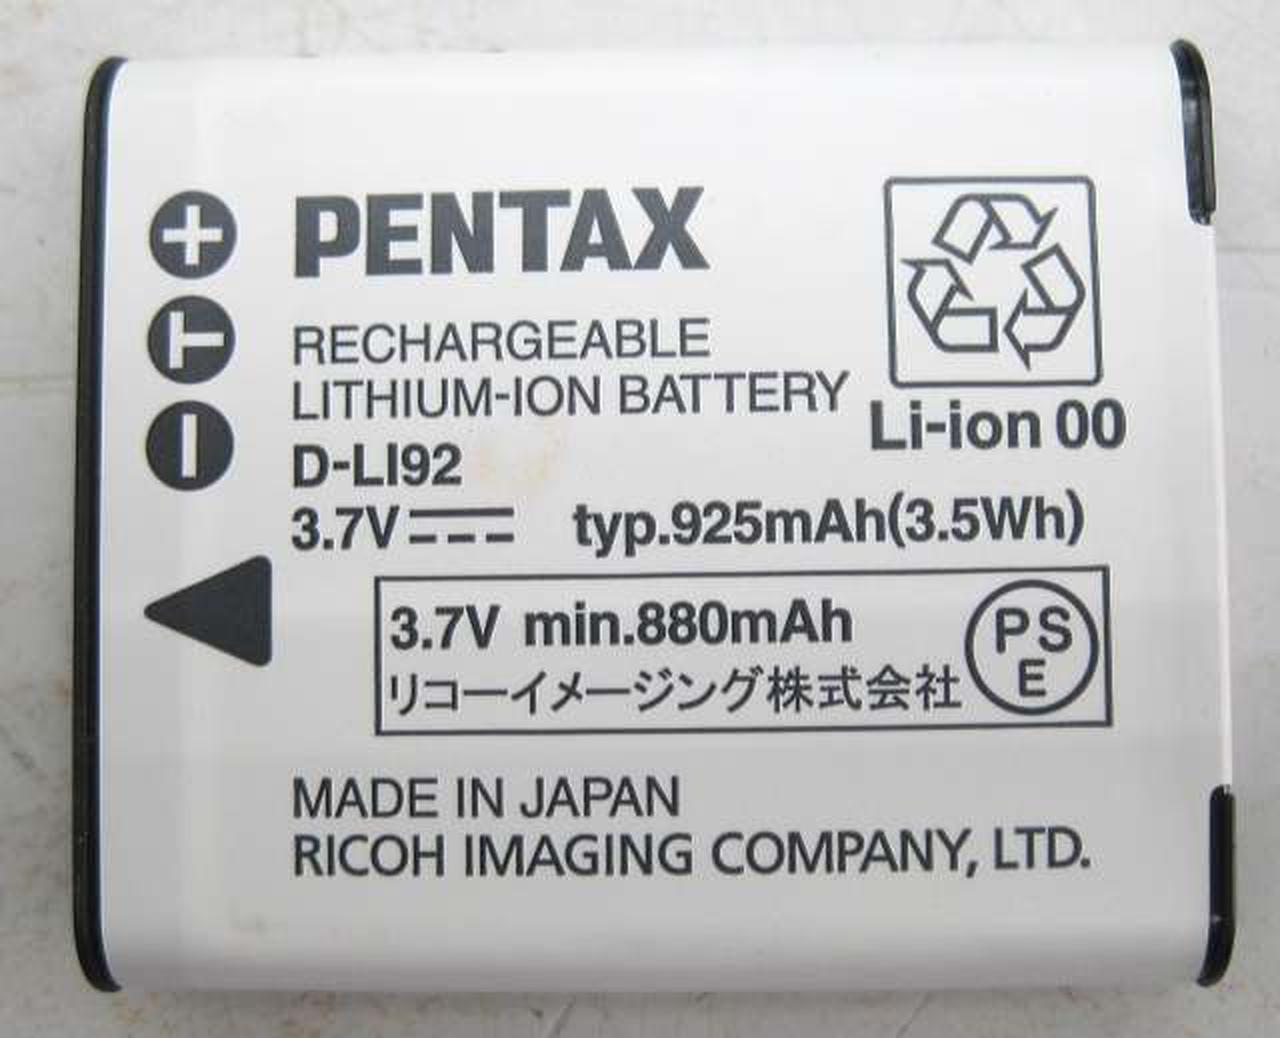 PENTAX
RECHARGEABLE
LITHIUM-ION BATTERY
D-LI92
Li-ion 00
3.7V typ.925mAh(3.5Wh)
3.7V min.880mAh
リコーイメージング株式会社
PS
E
MADE IN JAPAN
RICOH IMAGING COMPANY, LTD.
+
T
−